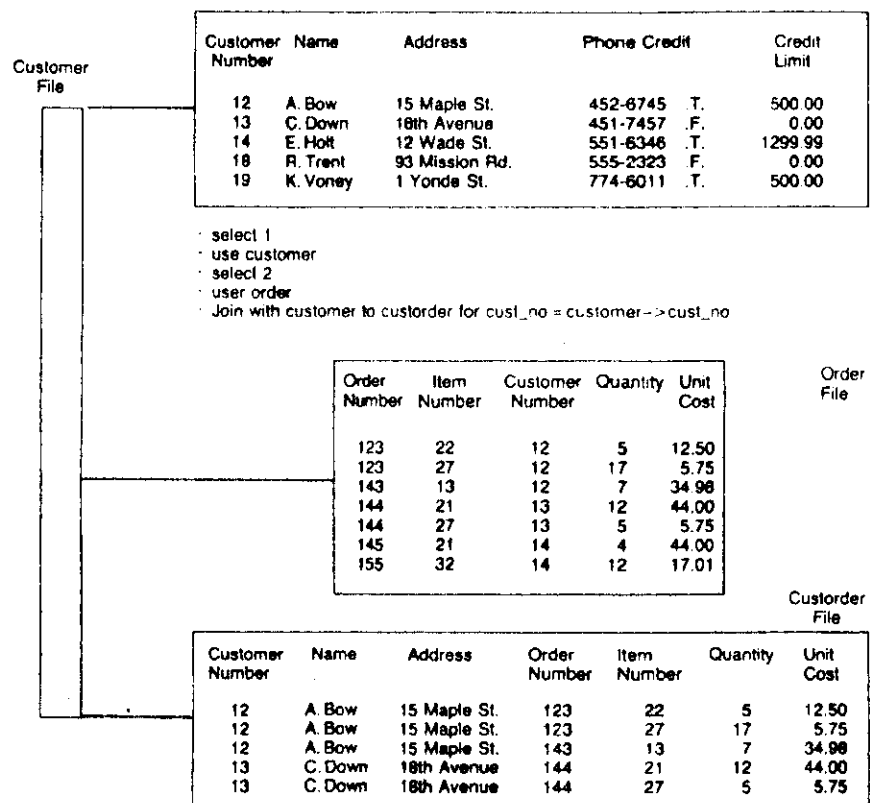 Customer File
Customer Number Name Address Phone Credit Credit Limit
12 A. Bow 15 Maple St. 452-6745 .T. 500.00
13 C. Down 18th Avenue 451-7457 .F. 0.00
14 E. Holt 12 Wade St. 551-6346 .T. 1299.99
18 R. Trent 93 Mission Rd. 555-2323 .F. 0.00
19 K. Voney 1 Yonde St. 774-6011 .T. 500.00
· select 1
· use customer
· select 2
· user order
· Join with customer to custorder for cust_no = customer->cust_no
Order File
Order Number Item Number Customer Number Quantity Unit Cost
123 22 12 5 12.50
123 27 12 17 5.75
143 13 12 7 34.98
144 21 13 12 44.00
144 27 13 5 5.75
145 21 14 4 44.00
155 32 14 12 17.01
Custorder File
Customer Number Name Address Order Number Item Number Quantity Unit Cost
12 A. Bow 15 Maple St. 123 22 5 12.50
12 A. Bow 15 Maple St. 123 27 17 5.75
12 A. Bow 15 Maple St. 143 13 7 34.98
13 C. Down 18th Avenue 144 21 12 44.00
13 C. Down 18th Avenue 144 27 5 5.75